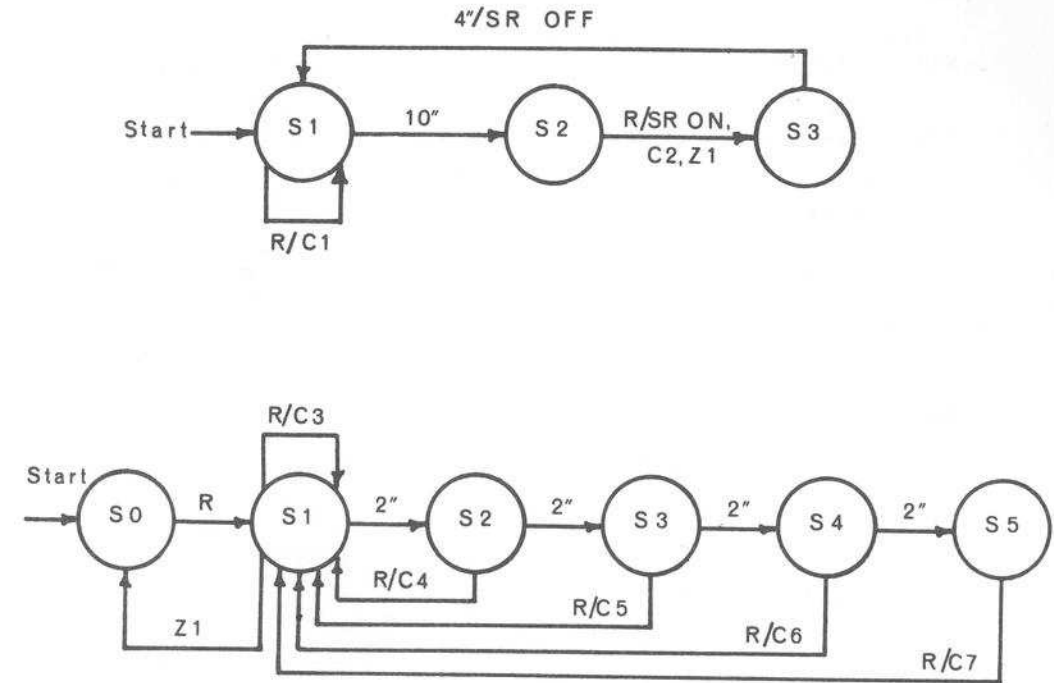 4"/SR OFF
Start
S1
10"
S2
R/SR ON,
C2, Z1
S3
R/C1
R/C3
Start
S0
R
S1
2"
S2
2"
S3
2"
S4
2"
S5
R/C4
R/C5
Z1
R/C6
R/C7